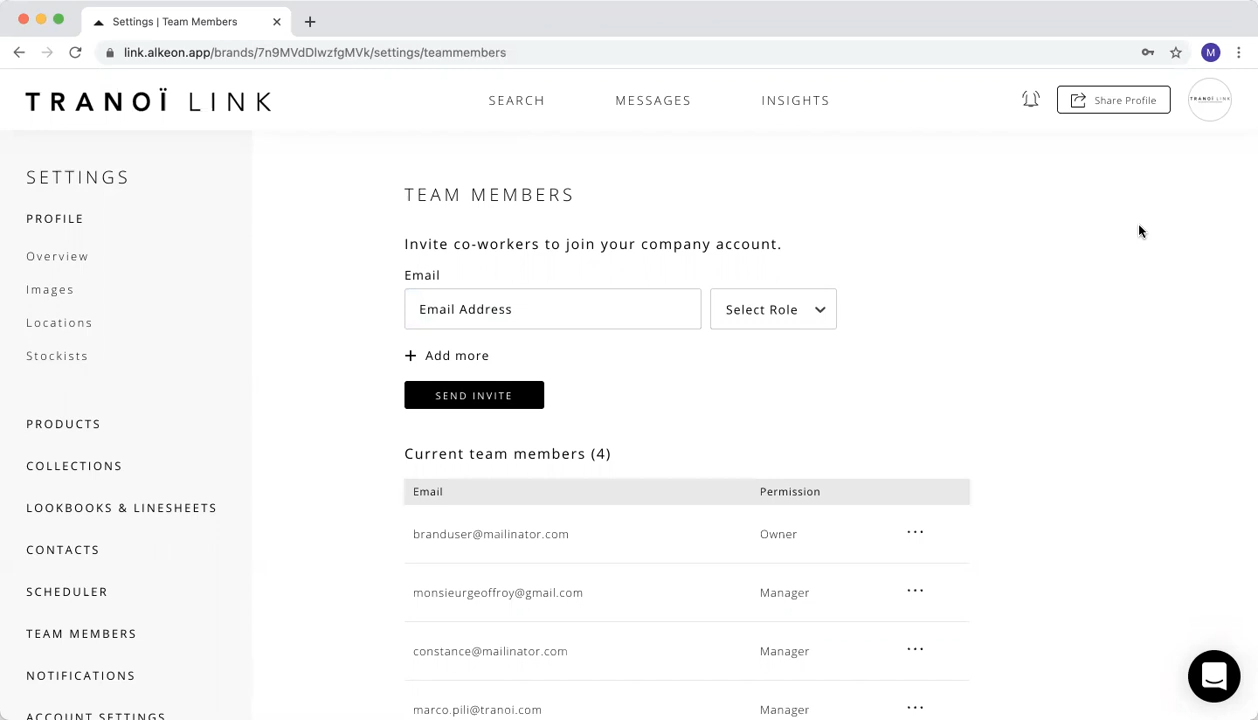 Settings | Team Members
link.alkeon.app/brands/7n9MVdDlwzfgMVk/settings/teammembers
M
TRANOÏ LINK
SEARCH
MESSAGES
INSIGHTS
Share Profile
TRANOÏ LINK
SETTINGS
PROFILE
Overview
Images
Locations
Stockists
PRODUCTS
COLLECTIONS
LOOKBOOKS & LINESHEETS
CONTACTS
SCHEDULER
TEAM MEMBERS
NOTIFICATIONS
ACCOUNT SETTINGS
TEAM MEMBERS
Invite co-workers to join your company account.
Email
Email Address
Select Role
+ Add more
SEND INVITE
Current team members (4)
Email Permission
branduser@mailinator.com Owner ...
monsieurgeoffroy@gmail.com Manager ...
constance@mailinator.com Manager ...
marco.pili@tranoi.com Manager ...